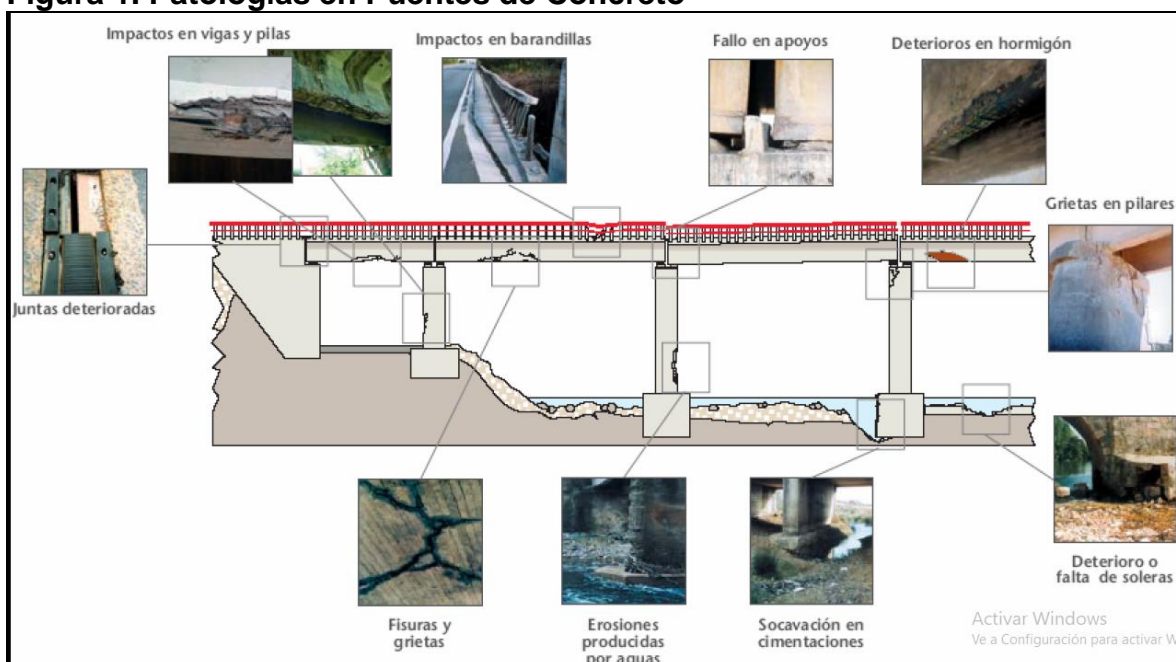 Figura 1. Patologías en Puentes de Concreto
Impactos en vigas y pilas
Impactos en barandillas
Fallo en apoyos
Deterioros en hormigón
Grietas en pilares
Juntas deterioradas
Fisuras y
grietas
Erosiones
producidas
por aguas
Socavación en
cimentaciones
Deterioro o
falta de soleras
Activar Windows
Ve a Configuración para activar W